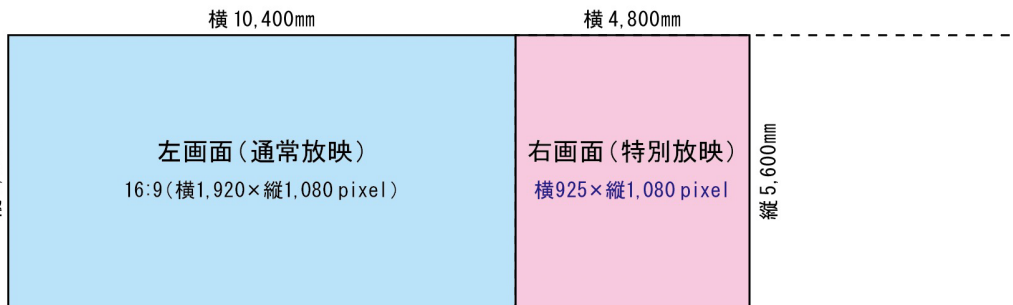 横10,400㎜
横4,800㎜
左画面（通常放映）
16:9（横1,920×縦1,080 pixel）
右画面（特別放映）
横925×縦1,080 pixel
縦5,600㎜